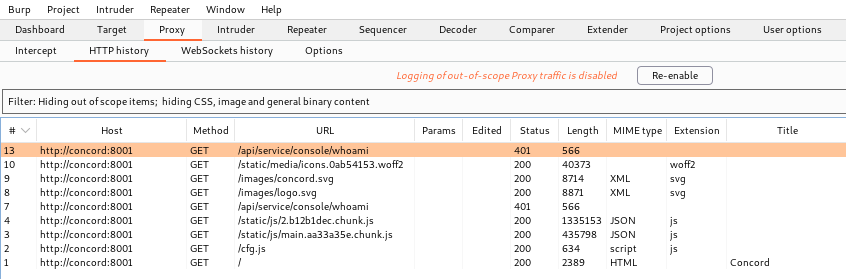 Burp Project Intruder Repeater Window Help
Dashboard Target Proxy Intruder Repeater Sequencer Decoder Comparer Extender Project options User options
Intercept HTTP history WebSockets history Options
Logging of out-of-scope Proxy traffic is disabled Re-enable
Filter: Hiding out of scope items; hiding CSS, image and general binary content
# Host Method URL Params Edited Status Length MIME type Extension Title
13 http://concord:8001 GET /api/service/console/whoami 401 566
10 http://concord:8001 GET /static/media/icons.0ab54153.woff2 200 40373 woff2
9 http://concord:8001 GET /images/concord.svg 200 8714 XML svg
8 http://concord:8001 GET /images/logo.svg 200 8871 XML svg
7 http://concord:8001 GET /api/service/console/whoami 401 566
4 http://concord:8001 GET /static/js/2.b12b1dec.chunk.js 200 1335153 JSON js
3 http://concord:8001 GET /static/js/main.aa33a35e.chunk.js 200 435798 JSON js
2 http://concord:8001 GET /cfg.js 200 634 script js
1 http://concord:8001 GET / 200 2389 HTML Concord